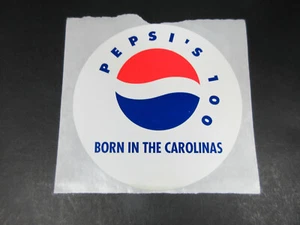 PEPSI'S 100
BORN IN THE CAROLINAS